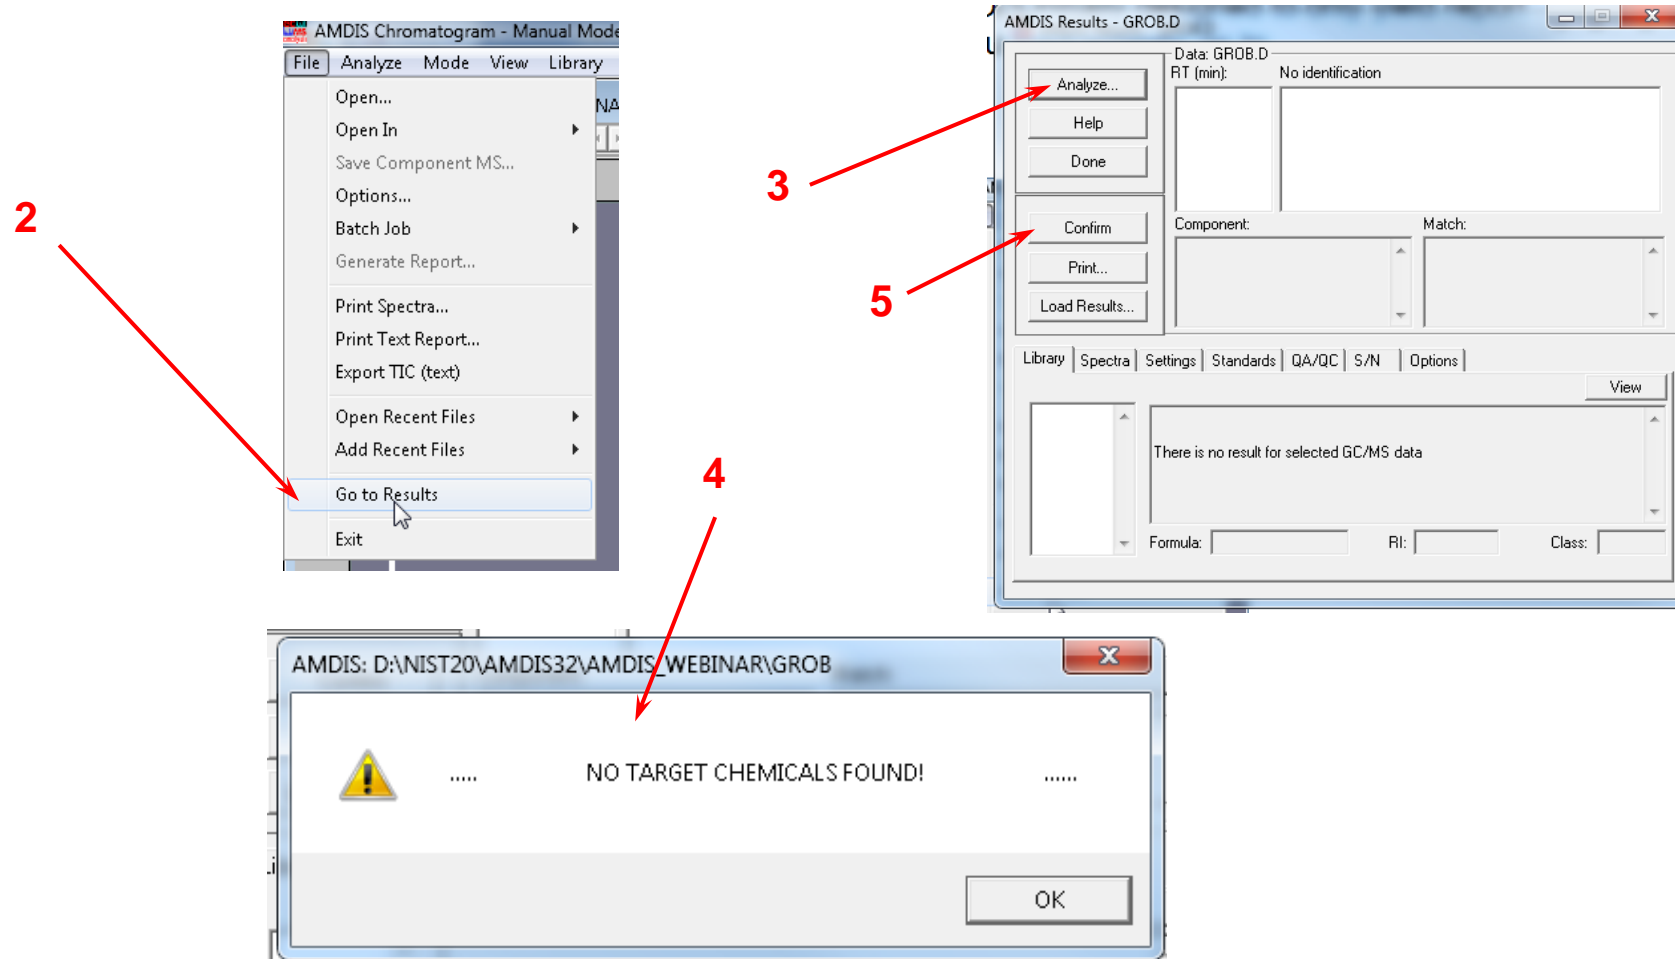 AMDIS Chromatogram - Manual Mode
File Analyze Mode View Library
Open...
Open In
Save Component MS...
Options...
Batch Job
Generate Report...
Print Spectra...
Print Text Report...
Export TIC (text)
Open Recent Files
Add Recent Files
Go to Results
Exit
2
AMDIS Results - GROB.D
Analyze...
Help
Done
Confirm
Print...
Load Results...
Data: GROB.D
RT (min): No identification
Component: Match:
Library Spectra Settings Standards QA/QC S/N Options
View
There is no result for selected GC/MS data
Formula: RI: Class:
3
5
4
AMDIS: D:\NIST20\AMDIS32\AMDIS_WEBINAR\GROB
..... NO TARGET CHEMICALS FOUND! ......
OK